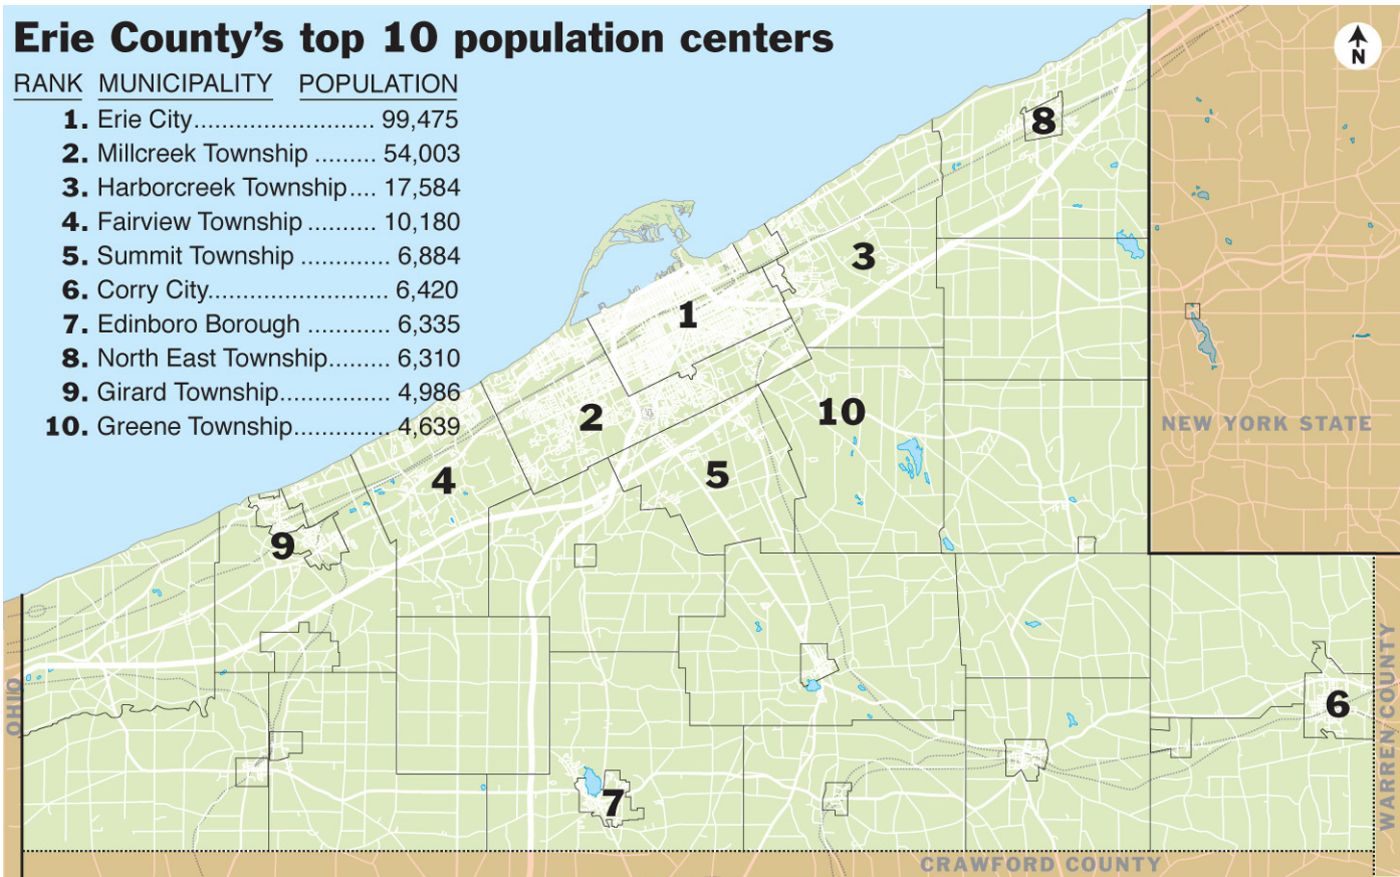 Erie County's top 10 population centers
RANK MUNICIPALITY POPULATION
1. Erie City........................... 99,475
2. Millcreek Township ......... 54,003
3. Harborcreek Township.... 17,584
4. Fairview Township .......... 10,180
5. Summit Township ............. 6,884
6. Corry City........................... 6,420
7. Edinboro Borough ............ 6,335
8. North East Township......... 6,310
9. Girard Township................ 4,986
10. Greene Township.............. 4,639
N
8
3
1
NEW YORK STATE
10
2
5
4
9
OHIO
6
WARREN COUNTY
7
CRAWFORD COUNTY